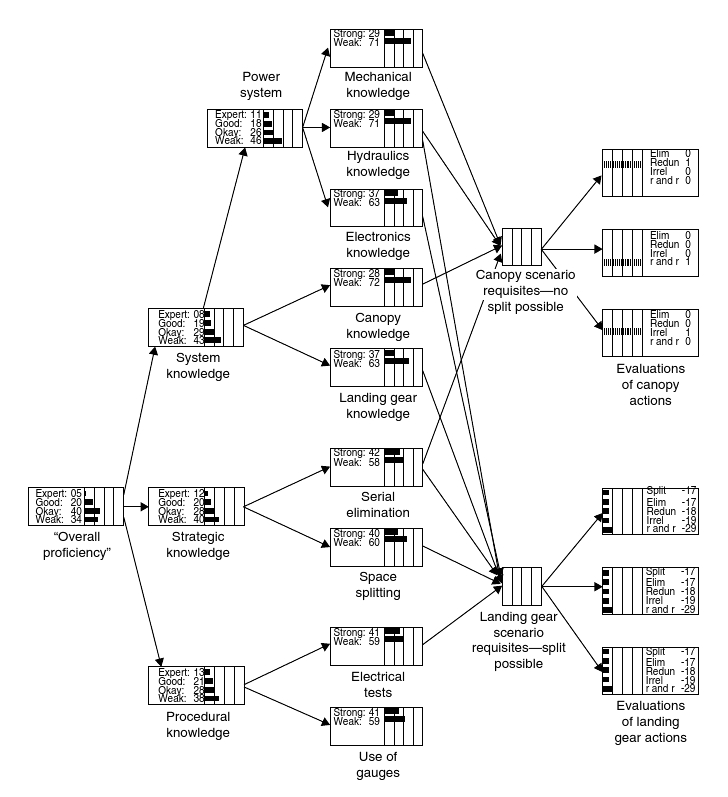 Strong: 29
Weak: 71
Mechanical
knowledge
Power
system
Expert: 11
Good: 18
Okay: 26
Weak: 46
Strong: 29
Weak: 71
Hydraulics
knowledge
Strong: 37
Weak: 63
Electronics
knowledge
Strong: 28
Weak: 72
Canopy
knowledge
Strong: 37
Weak: 63
Landing gear
knowledge
Expert: 08
Good: 19
Okay: 29
Weak: 43
System
knowledge
Expert: 05
Good: 20
Okay: 40
Weak: 34
“Overall
proficiency”
Expert: 12
Good: 20
Okay: 28
Weak: 40
Strategic
knowledge
Strong: 42
Weak: 58
Serial
elimination
Strong: 40
Weak: 60
Space
splitting
Expert: 13
Good: 21
Okay: 28
Weak: 38
Procedural
knowledge
Strong: 41
Weak: 59
Electrical
tests
Strong: 41
Weak: 59
Use of
gauges
Canopy scenario
requisites—no
split possible
Landing gear
scenario
requisites—split
possible
Elim 0
Redun 1
Irrel 0
r and r 0
Elim 0
Redun 0
Irrel 0
r and r 1
Elim 0
Redun 0
Irrel 1
r and r 0
Evaluations
of canopy
actions
Split -17
Elim -17
Redun -18
Irrel -19
r and r -29
Split -17
Elim -17
Redun -18
Irrel -19
r and r -29
Split -17
Elim -17
Redun -18
Irrel -19
r and r -29
Evaluations
of landing
gear actions